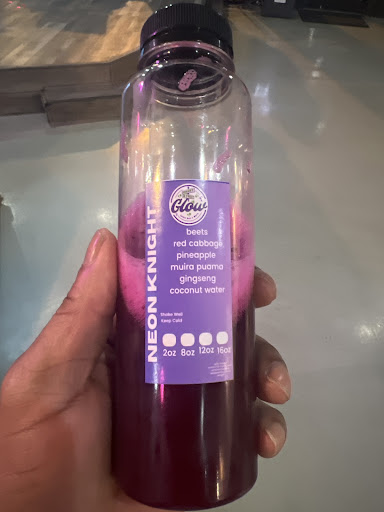 Glow
NEON KNIGHT
beets
red cabbage
pineapple
muira puama
gingseng
coconut water
Shake Well
Keep Cold
2oz 8oz 12oz 16oz